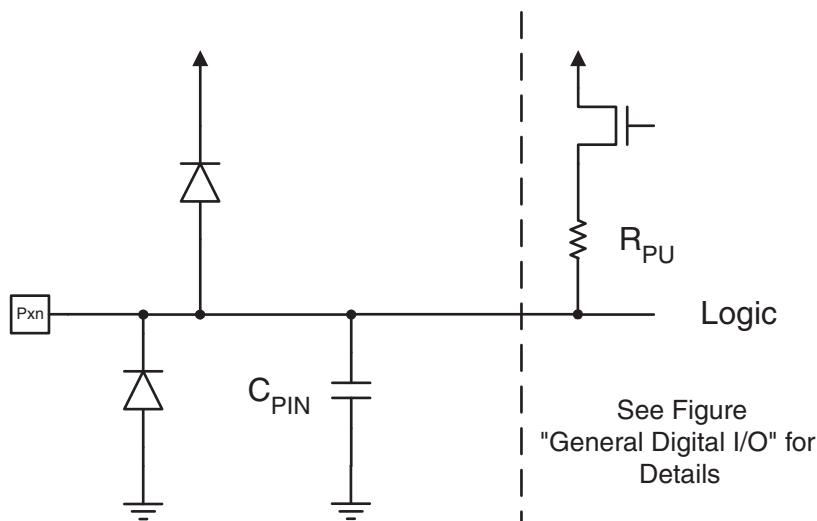 R_PU
Pxn
Logic
C_PIN
See Figure
"General Digital I/O" for
Details